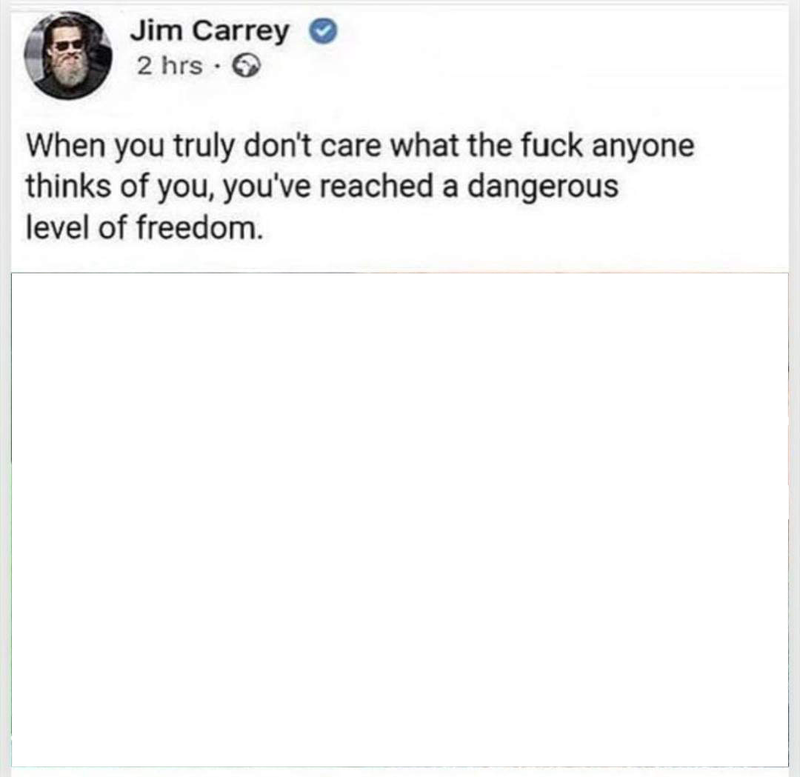 Jim Carrey
2 hrs ·
When you truly don't care what the fuck anyone
thinks of you, you've reached a dangerous
level of freedom.